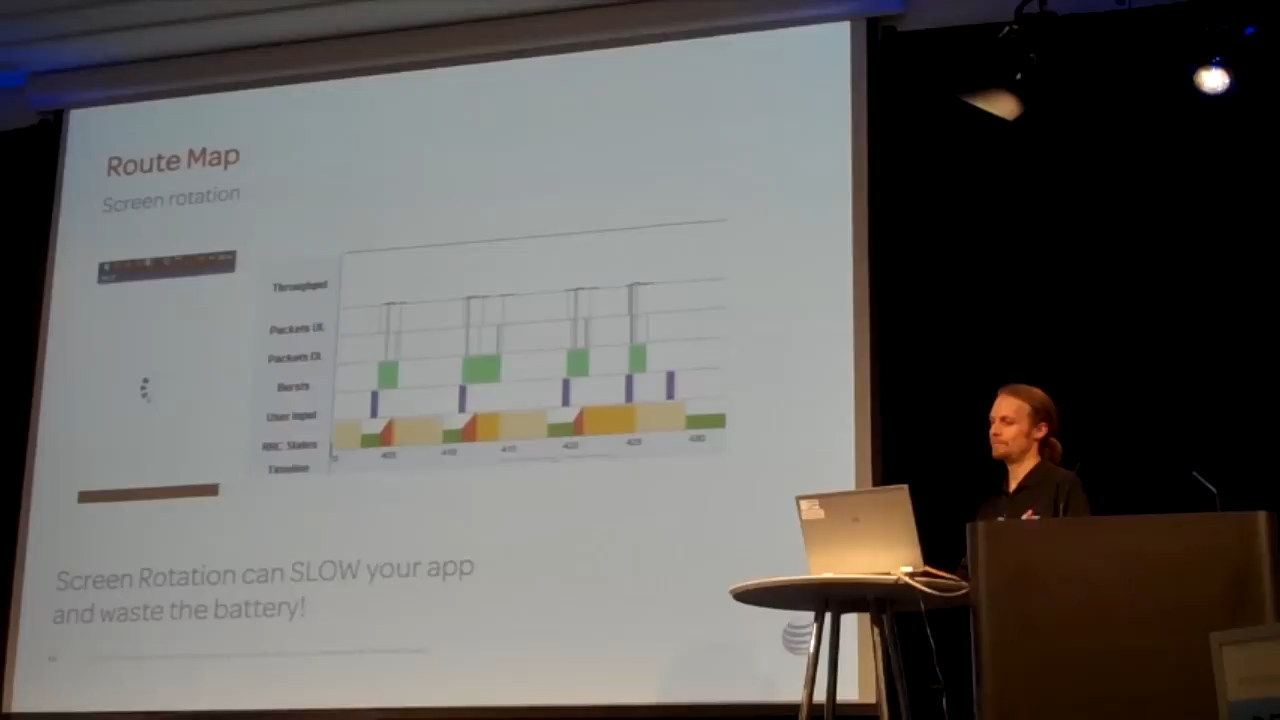 Route Map
Screen rotation
Throughput
Packets UL
Packets DL
Bursts
User Input
RRC States
Timeline
Screen Rotation can SLOW your app
and waste the battery!